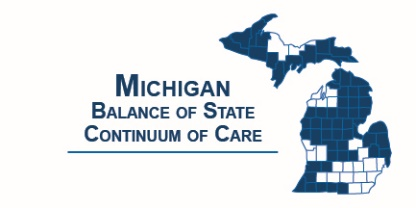 MICHIGAN
BALANCE OF STATE
CONTINUUM OF CARE